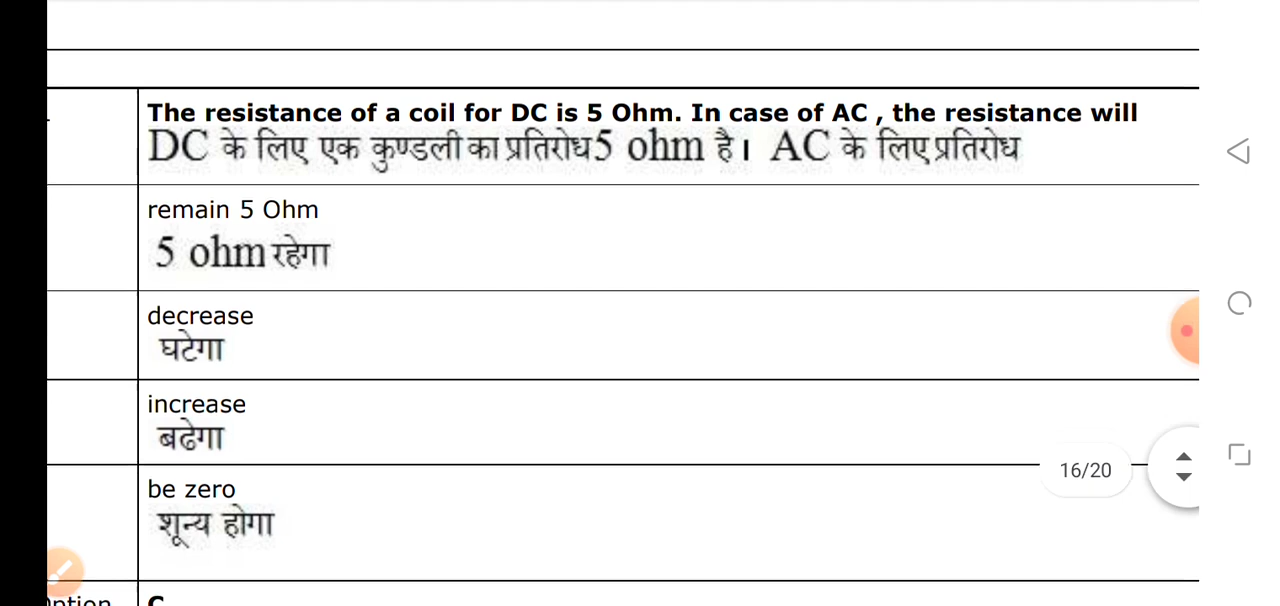 The resistance of a coil for DC is 5 Ohm. In case of AC , the resistance will
DC के लिए एक कुण्डली का प्रतिरोध5 ohm है। AC के लिए प्रतिरोध
remain 5 Ohm
5 ohm रहेगा
decrease
घटेगा
increase
बढेगा
16/20
be zero
शून्य होगा
C